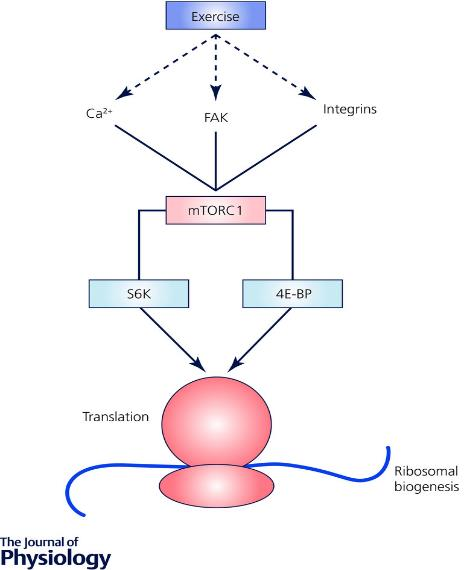 Exercise
Ca²⁺
FAK
Integrins
mTORC1
S6K
4E-BP
Translation
Ribosomal
biogenesis
The Journal of
Physiology